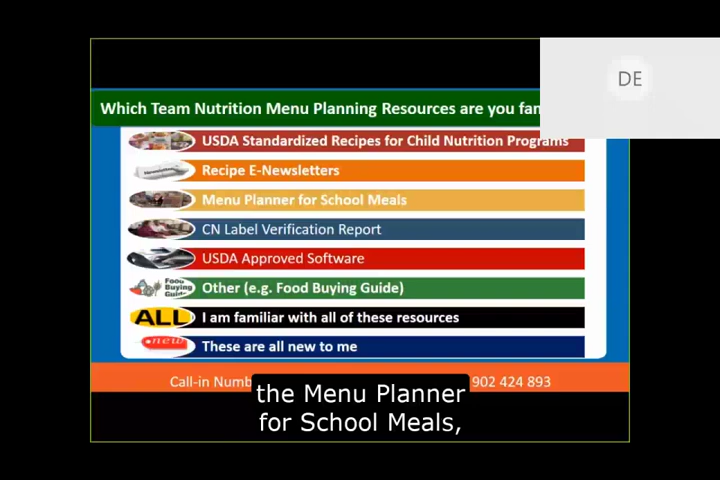 DE
Which Team Nutrition Menu Planning Resources are you fam
USDA Standardized Recipes for Child Nutrition Programs
Recipe E-Newsletters
Menu Planner for School Meals
CN Label Verification Report
USDA Approved Software
Food Buying Guide
Other (e.g. Food Buying Guide)
ALL
I am familiar with all of these resources
new
These are all new to me
Call-in Numb 902 424 893
the Menu Planner
for School Meals,